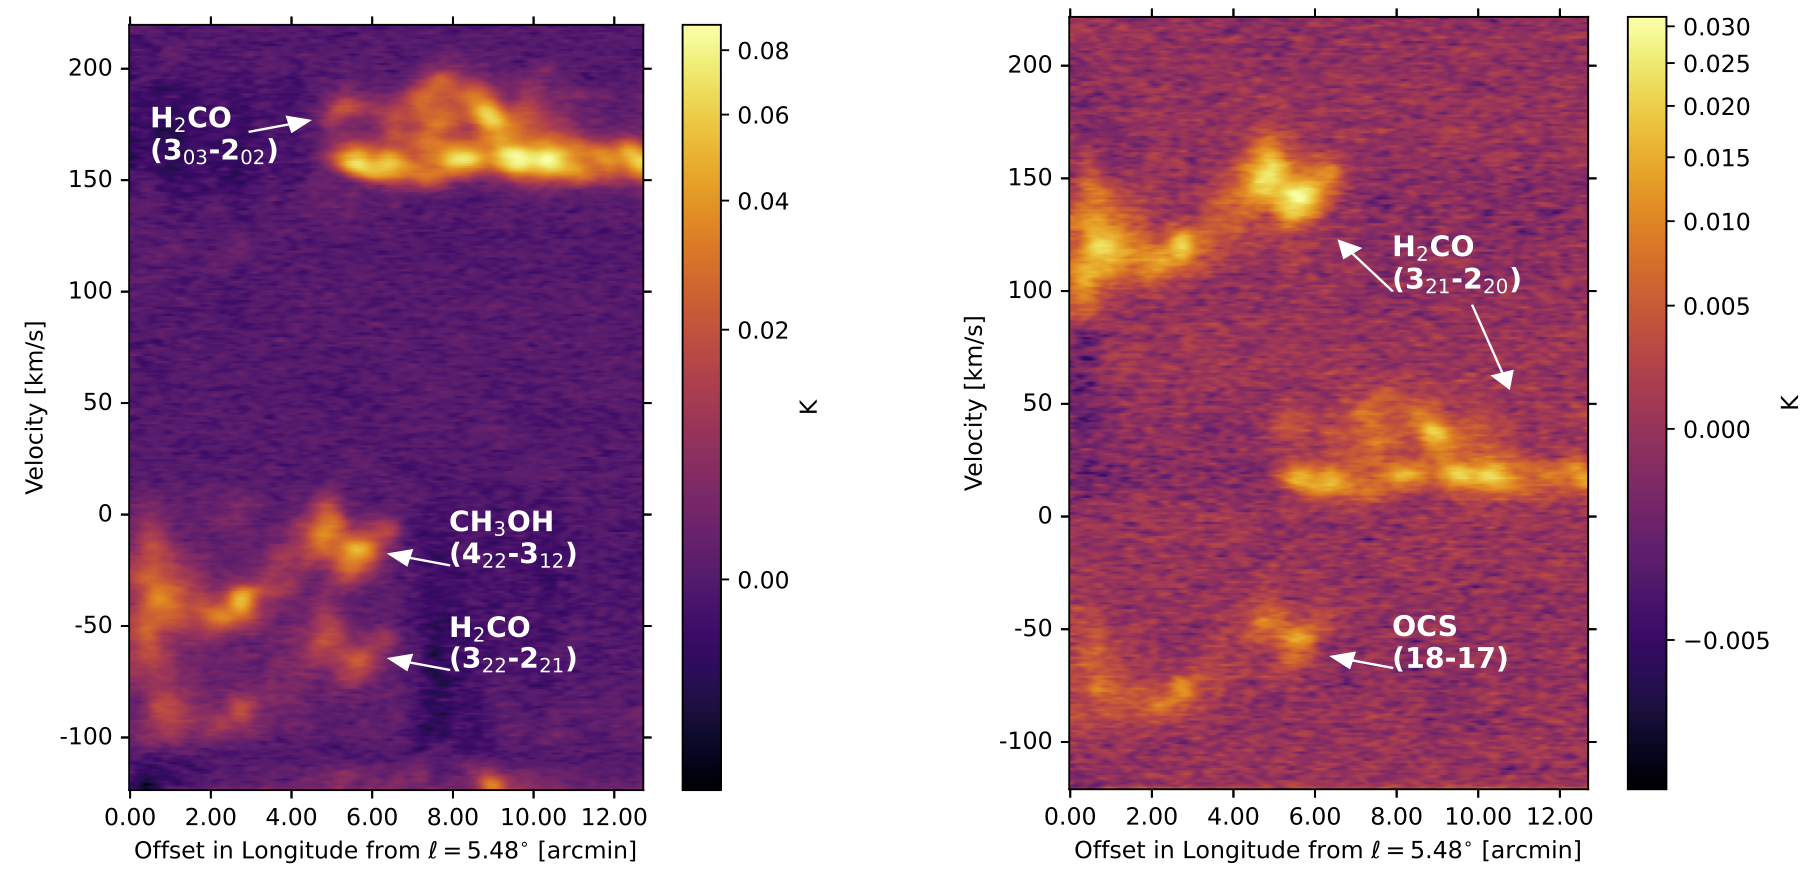 200
150
100
50
0
-50
-100
Velocity [km/s]
H₂CO
(3₀₃-2₀₂)
CH₃OH
(4₂₂-3₁₂)
H₂CO
(3₂₂-2₂₁)
0.00 2.00 4.00 6.00 8.00 10.00 12.00
Offset in Longitude from ℓ = 5.48° [arcmin]
0.08
0.06
0.04
0.02
0.00
K
200
150
100
50
0
-50
-100
Velocity [km/s]
H₂CO
(3₂₁-2₂₀)
OCS
(18-17)
0.00 2.00 4.00 6.00 8.00 10.00 12.00
Offset in Longitude from ℓ = 5.48° [arcmin]
0.030
0.025
0.020
0.015
0.010
0.005
0.000
−0.005
K